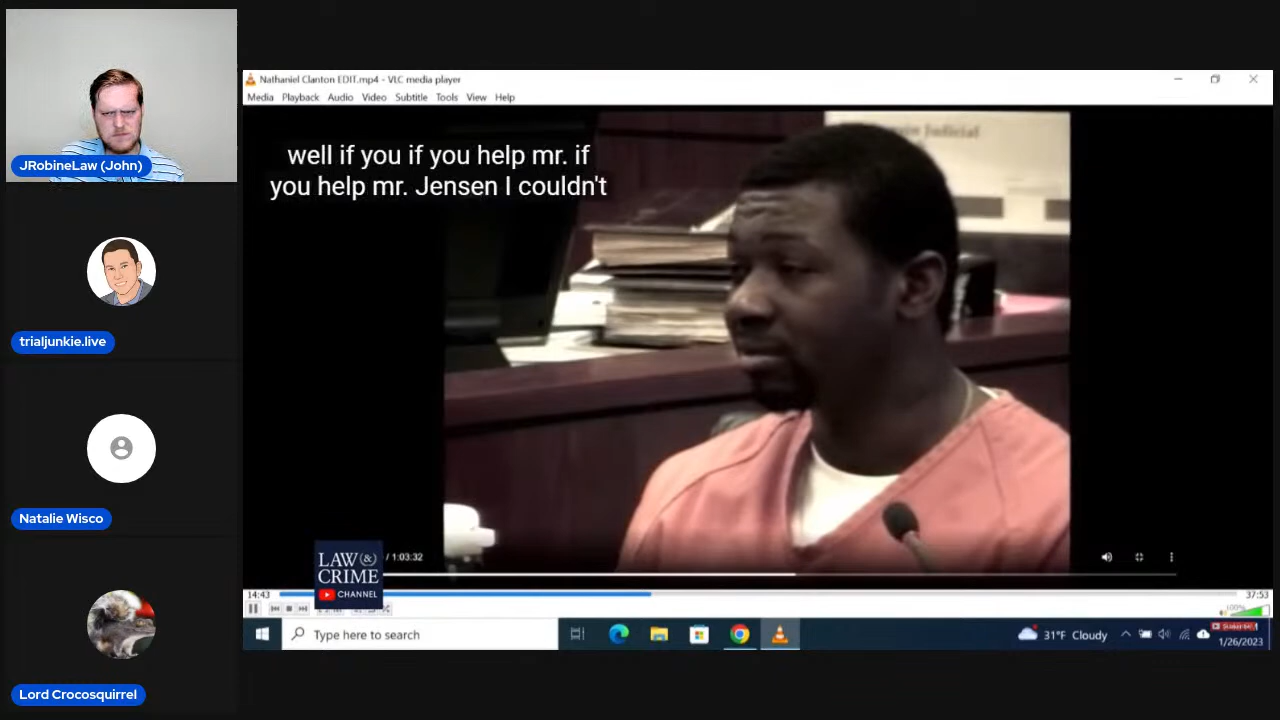 Nathaniel Clanton EDIT.mp4 - VLC media player
Media Playback Audio Video Subtitle Tools View Help
well if you if you help mr. if
you help mr. Jensen I couldn't
Judicial
JRobineLaw (John)
trialjunkie.live
Natalie Wisco
Lord Crocosquirrel
/ 1:03:32
LAW &
CRIME
CHANNEL
14:43
37:53
100%
Type here to search
31°F Cloudy
1/26/2023